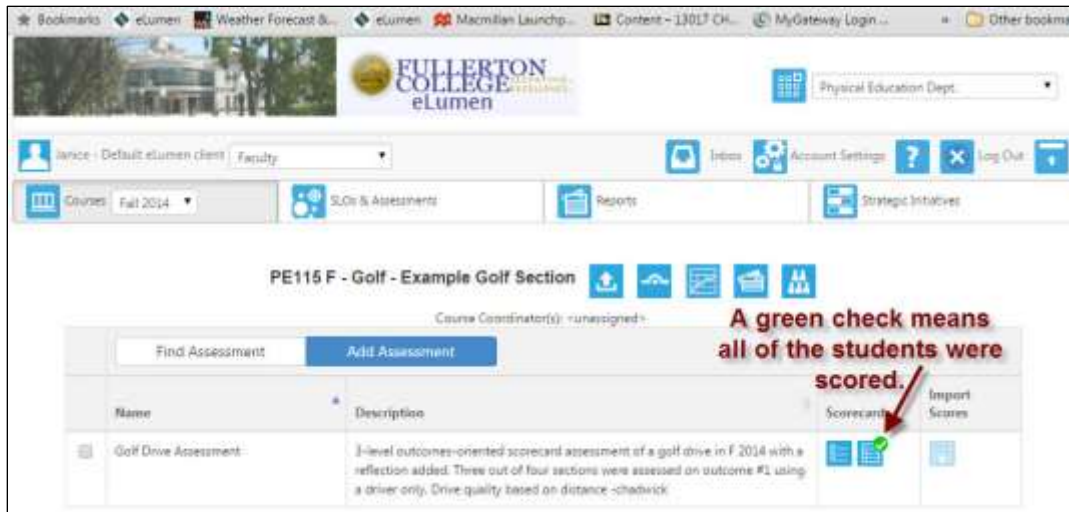 Bookmarks eLumen Weather Forecast &... eLumen Macmillan Launchp... Content - 13017 CH... MyGateway Login ... » Other bookma
FULLERTON
COLLEGE
eLumen
Physical Education Dept.
Janice - Default eLumen client Faculty Inbox Account Settings ? Log Out
Courses Fall 2014 SLOs & Assessments Reports Strategic Initiatives
PE115 F - Golf - Example Golf Section
Course Coordinator(s): <unassigned>
A green check means
all of the students were
scored.
Find Assessment Add Assessment
Name Description Scorecards Import
Scores
Golf Drive Assessment 3-level outcomes-oriented scorecard assessment of a golf drive in F 2014 with a
reflection added. Three out of four sections were assessed on outcome #1 using
a driver only. Drive quality based on distance -chadwick